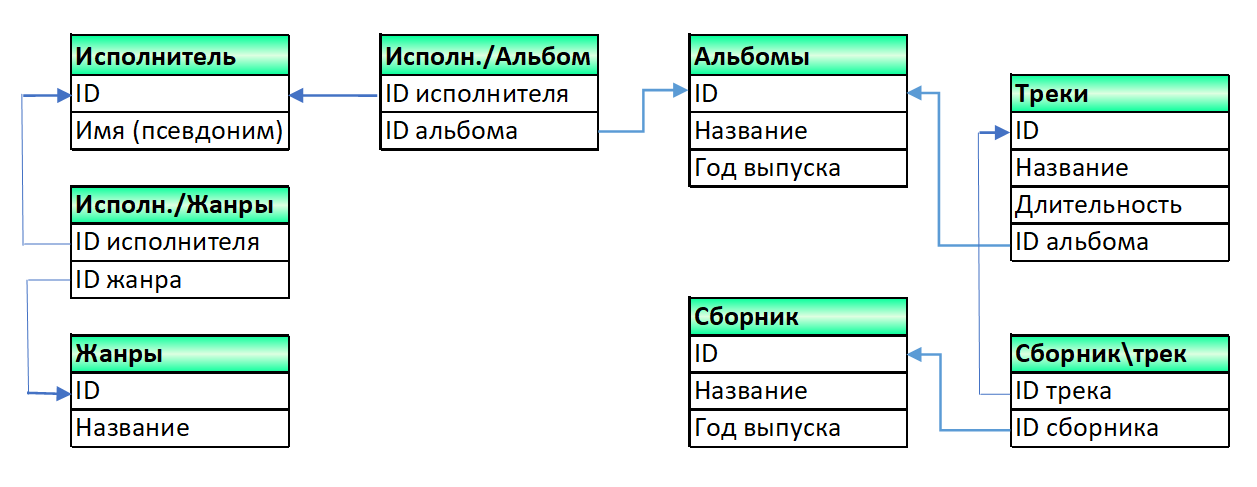 Исполнитель
ID
Имя (псевдоним)
Исполн./Альбом
ID исполнителя
ID альбома
Альбомы
ID
Название
Год выпуска
Треки
ID
Название
Длительность
ID альбома
Исполн./Жанры
ID исполнителя
ID жанра
Жанры
ID
Название
Сборник
ID
Название
Год выпуска
Сборник\трек
ID трека
ID сборника